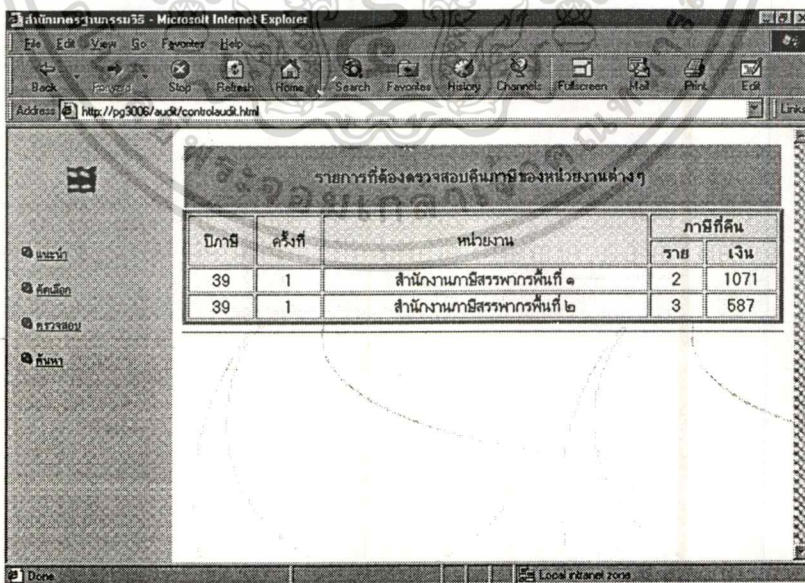 สำนักมาตรฐานกรรมวิธี - Microsoft Internet Explorer
File Edit View Go Favorites Help
Back Forward Stop Refresh Home Search Favorites History Channels Fullscreen Mail Print Edit
Address http://pg3006/audit/controlaudit.html Links
รายการที่ต้องตรวจสอบคืนภาษีของหน่วยงานต่างๆ
ปีภาษี ครั้งที่ หน่วยงาน ภาษีที่คืน
ราย เงิน
39 1 สำนักงานภาษีสรรพากรพื้นที่ ๑ 2 1071
39 1 สำนักงานภาษีสรรพากรพื้นที่ ๒ 3 587
แนะนำ
คัดเลือก
ตรวจสอบ
ค้นหา
Done Local intranet zone